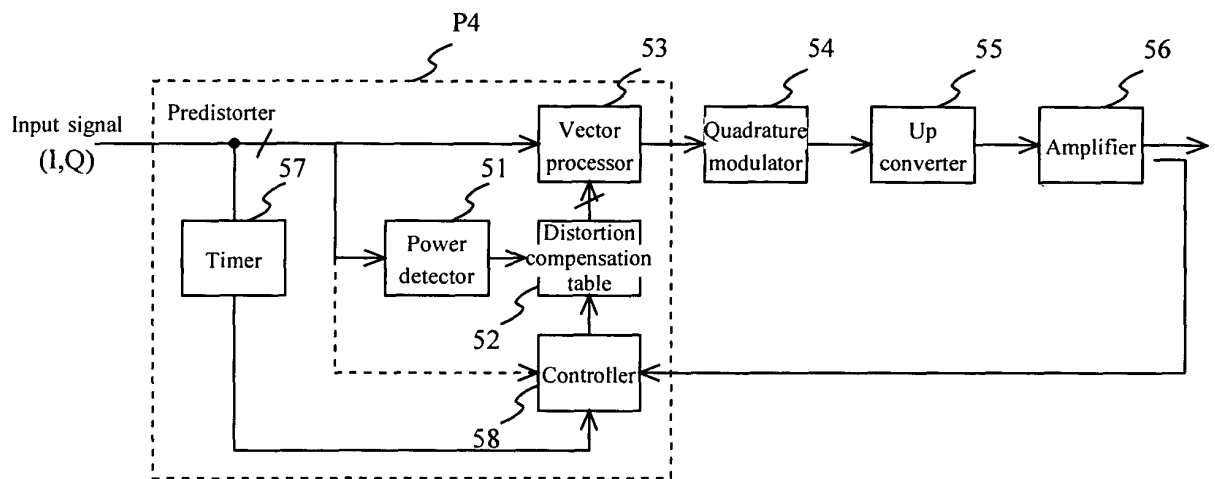 P4
53
54
55
56
Input signal
(I,Q)
Predistorter
Vector
processor
Quadrature
modulator
Up
converter
Amplifier
57
51
Timer
Power
detector
Distortion
compensation
table
52
Controller
58